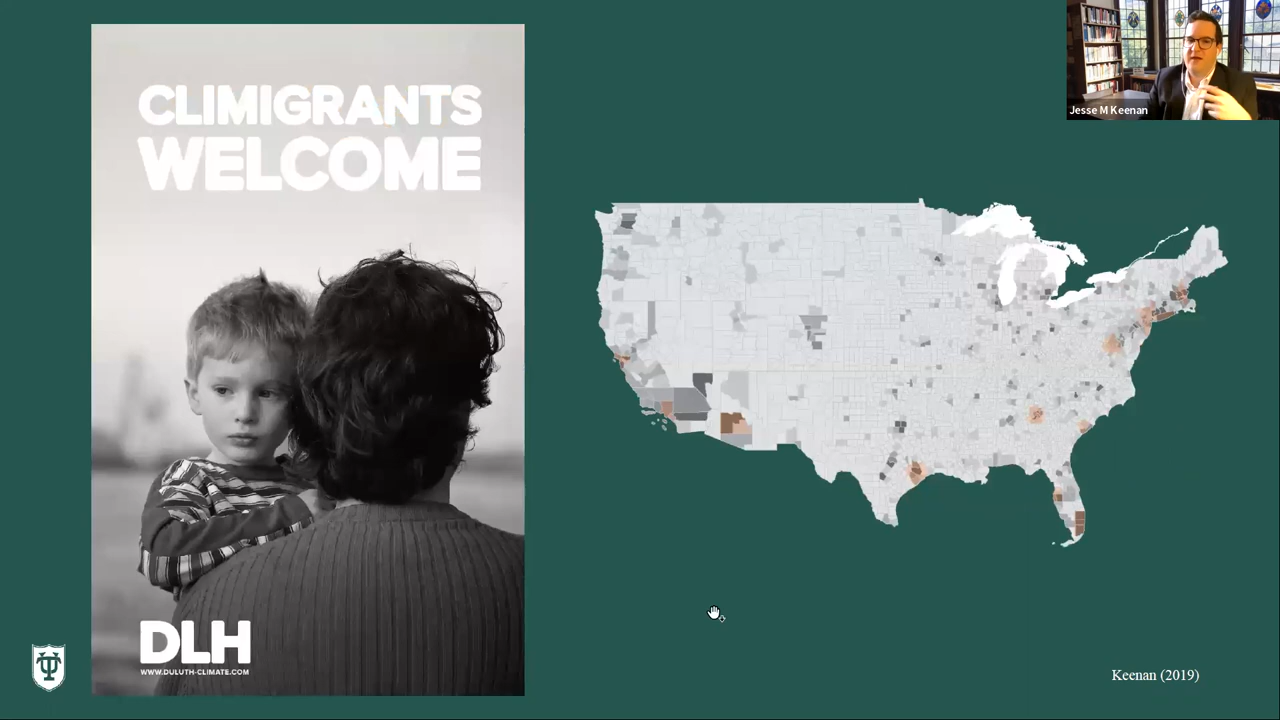 CLIMIGRANTS
WELCOME
DLH
WWW.DULUTH-CLIMATE.COM
Jesse M Keenan
Keenan (2019)